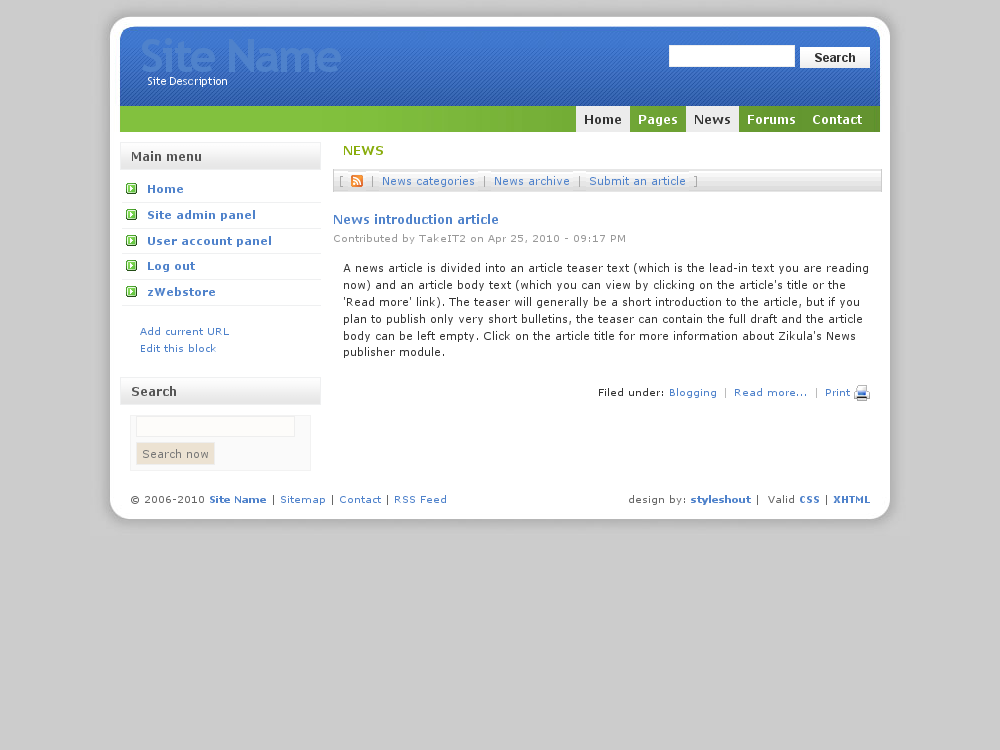 Site Name
Site Description
Search
Home Pages News Forums Contact
Main menu
Home
Site admin panel
User account panel
Log out
zWebstore
Add current URL
Edit this block
Search
Search now
NEWS
[ | News categories | News archive | Submit an article ]
News introduction article
Contributed by TakeIT2 on Apr 25, 2010 - 09:17 PM
A news article is divided into an article teaser text (which is the lead-in text you are reading
now) and an article body text (which you can view by clicking on the article's title or the
'Read more' link). The teaser will generally be a short introduction to the article, but if you
plan to publish only very short bulletins, the teaser can contain the full draft and the article
body can be left empty. Click on the article title for more information about Zikula's News
publisher module.
Filed under: Blogging | Read more... | Print
© 2006-2010 Site Name | Sitemap | Contact | RSS Feed
design by: styleshout | Valid CSS | XHTML